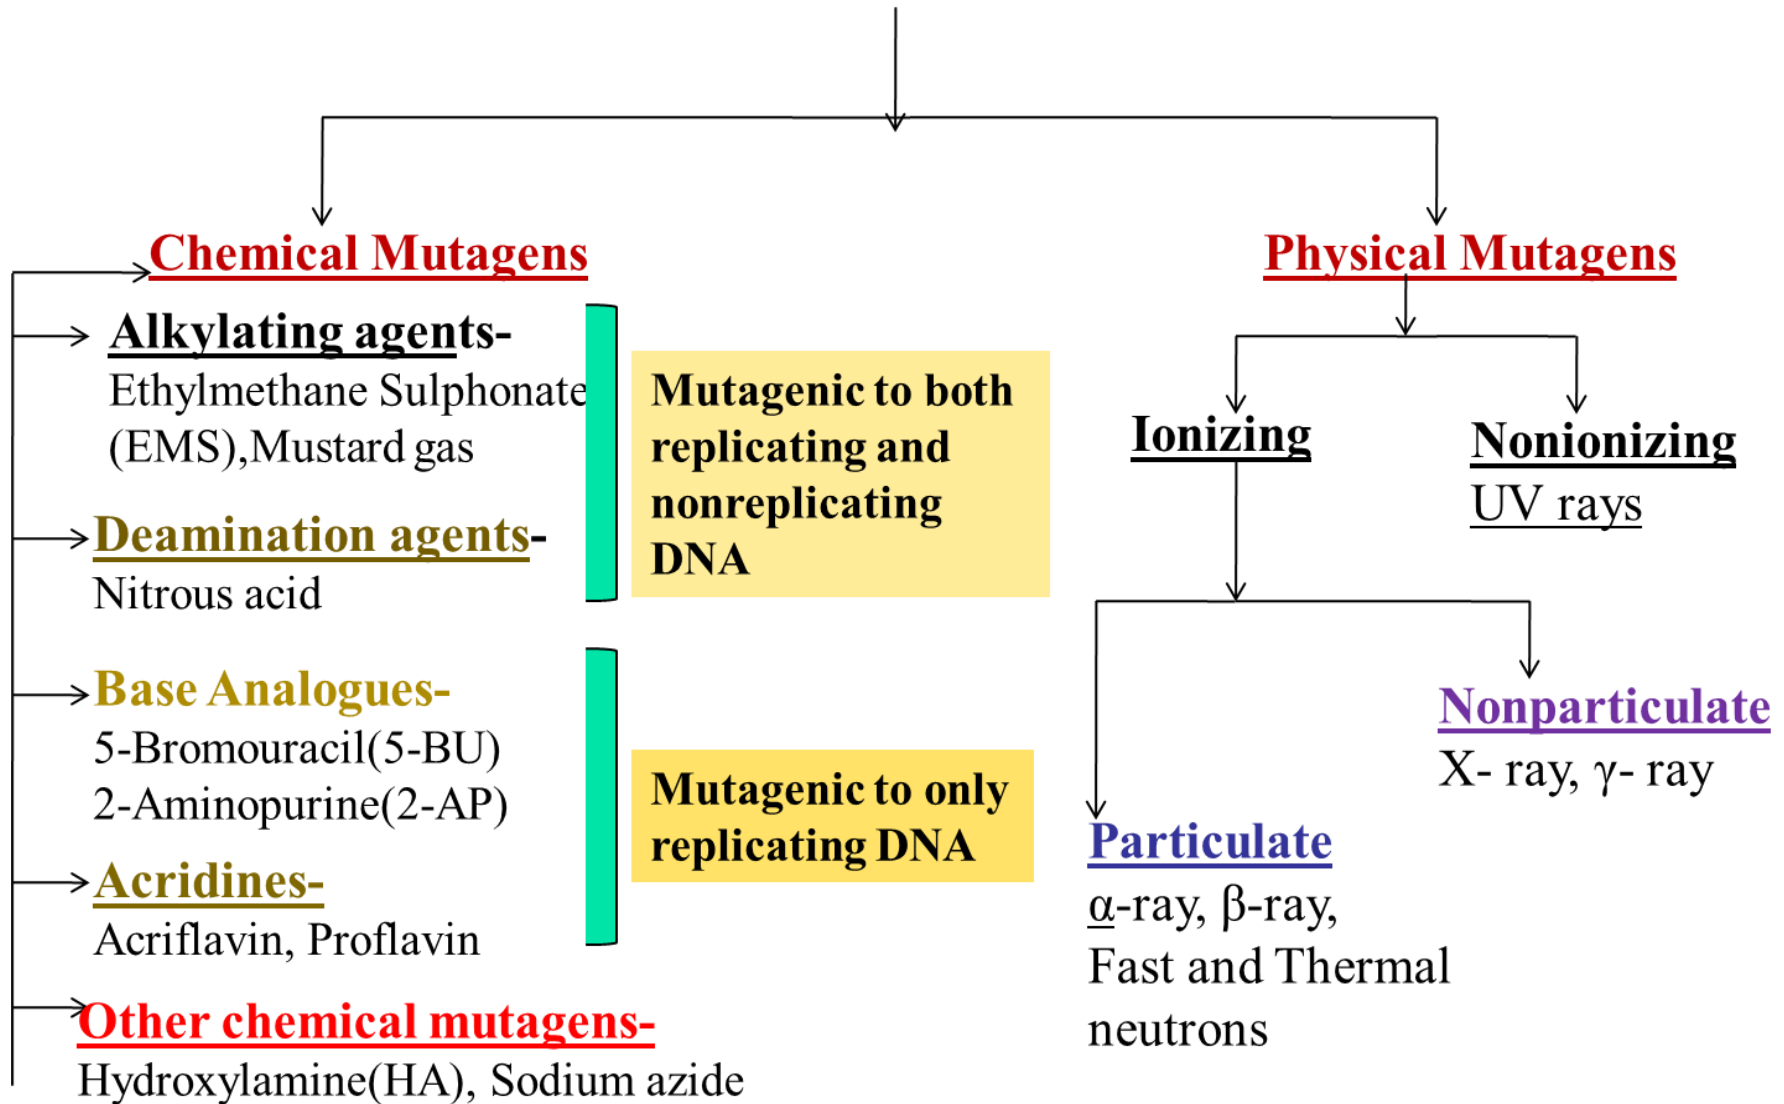 Chemical Mutagens
Alkylating agents-
Ethylmethane Sulphonate
(EMS),Mustard gas
Deamination agents-
Nitrous acid
Mutagenic to both
replicating and
nonreplicating
DNA
Base Analogues-
5-Bromouracil(5-BU)
2-Aminopurine(2-AP)
Acridines-
Acriflavin, Proflavin
Mutagenic to only
replicating DNA
Other chemical mutagens-
Hydroxylamine(HA), Sodium azide
Physical Mutagens
Ionizing
Nonionizing
UV rays
Nonparticulate
X- ray, γ- ray
Particulate
α-ray, β-ray,
Fast and Thermal
neutrons